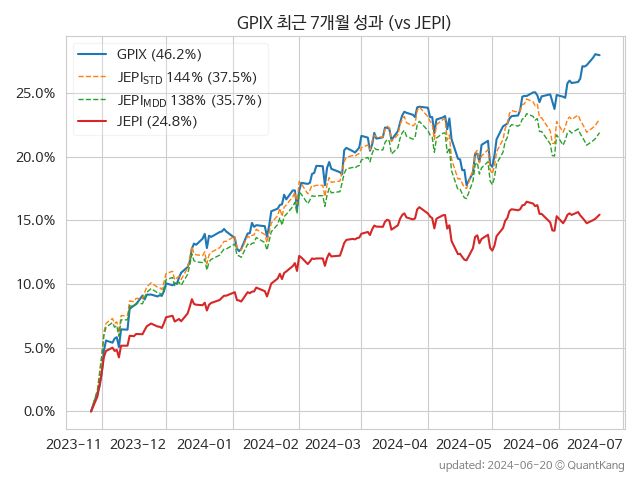 GPIX 최근 7개월 성과 (vs JEPI)
GPIX (46.2%)
JEPI_STD 144% (37.5%)
JEPI_MDD 138% (35.7%)
JEPI (24.8%)
25.0%
20.0%
15.0%
10.0%
5.0%
0.0%
2023-11 2023-12 2024-01 2024-02 2024-03 2024-04 2024-05 2024-06 2024-07
updated: 2024-06-20 © QuantKang